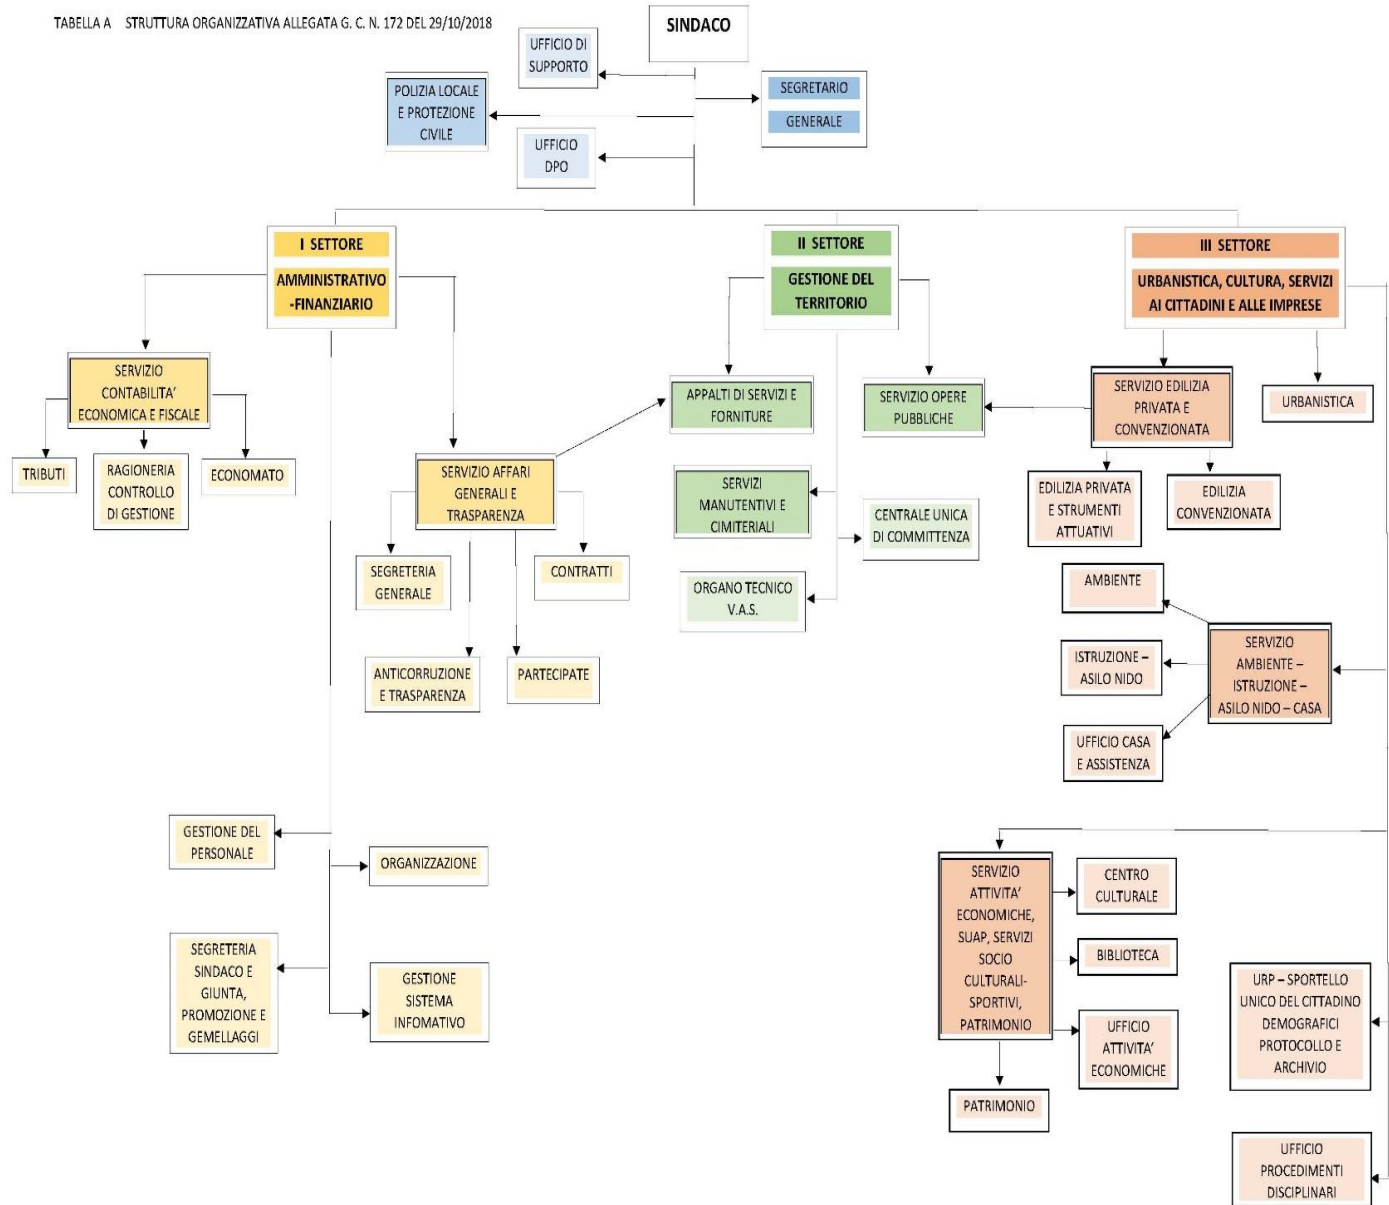 TABELLA A STRUTTURA ORGANIZZATIVA ALLEGATA G. C. N. 172 DEL 29/10/2018
SINDACO
UFFICIO DI
SUPPORTO
POLIZIA LOCALE
E PROTEZIONE
CIVILE
SEGRETARIO
GENERALE
UFFICIO
DPO
I SETTORE
AMMINISTRATIVO
-FINANZIARIO
II SETTORE
GESTIONE DEL
TERRITORIO
III SETTORE
URBANISTICA, CULTURA, SERVIZI
AI CITTADINI E ALLE IMPRESE
SERVIZIO
CONTABILITA’
ECONOMICA E FISCALE
TRIBUTI
RAGIONERIA
CONTROLLO
DI GESTIONE
ECONOMATO
SERVIZIO AFFARI
GENERALI E
TRASPARENZA
SEGRETERIA
GENERALE
CONTRATTI
ANTICORRUZIONE
E TRASPARENZA
PARTECIPATE
APPALTI DI SERVIZI E
FORNITURE
SERVIZIO OPERE
PUBBLICHE
SERVIZI
MANUTENTIVI E
CIMITERIALI
CENTRALE UNICA
DI COMMITTENZA
ORGANO TECNICO
V.A.S.
SERVIZIO EDILIZIA
PRIVATA E
CONVENZIONATA
URBANISTICA
EDILIZIA PRIVATA
E STRUMENTI
ATTUATIVI
EDILIZIA
CONVENZIONATA
AMBIENTE
ISTRUZIONE –
ASILO NIDO
UFFICIO CASA
E ASSISTENZA
SERVIZIO
AMBIENTE –
ISTRUZIONE –
ASILO NIDO – CASA
GESTIONE DEL
PERSONALE
ORGANIZZAZIONE
SEGRETERIA
SINDACO E
GIUNTA,
PROMOZIONE E
GEMELLAGGI
GESTIONE
SISTEMA
INFOMATIVO
SERVIZIO
ATTIVITA’
ECONOMICHE,
SUAP, SERVIZI
SOCIO
CULTURALI-
SPORTIVI,
PATRIMONIO
CENTRO
CULTURALE
BIBLIOTECA
UFFICIO
ATTIVITA’
ECONOMICHE
PATRIMONIO
URP – SPORTELLO
UNICO DEL CITTADINO
DEMOGRAFICI
PROTOCOLLO E
ARCHIVIO
UFFICIO
PROCEDIMENTI
DISCIPLINARI